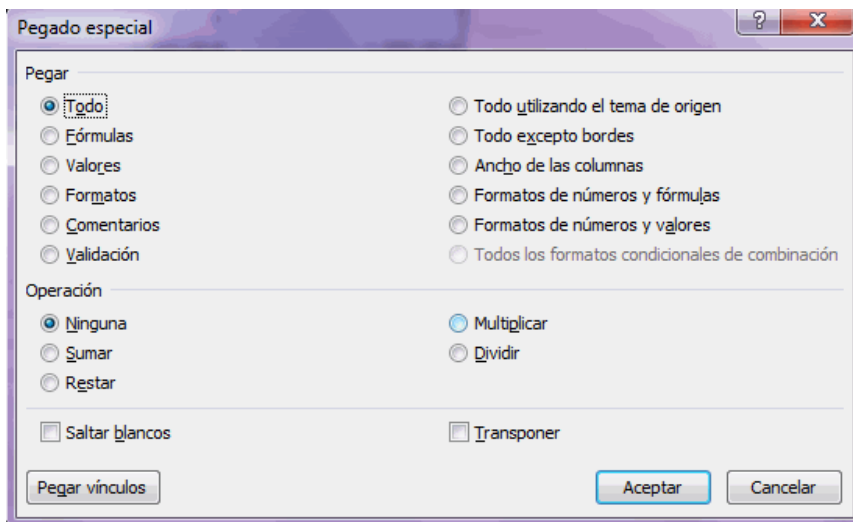 Pegado especial
Pegar
Todo
Todo utilizando el tema de origen
Fórmulas
Todo excepto bordes
Valores
Ancho de las columnas
Formatos
Formatos de números y fórmulas
Comentarios
Formatos de números y valores
Validación
Todos los formatos condicionales de combinación
Operación
Ninguna
Multiplicar
Sumar
Dividir
Restar
Saltar blancos
Transponer
Pegar vínculos
Aceptar
Cancelar